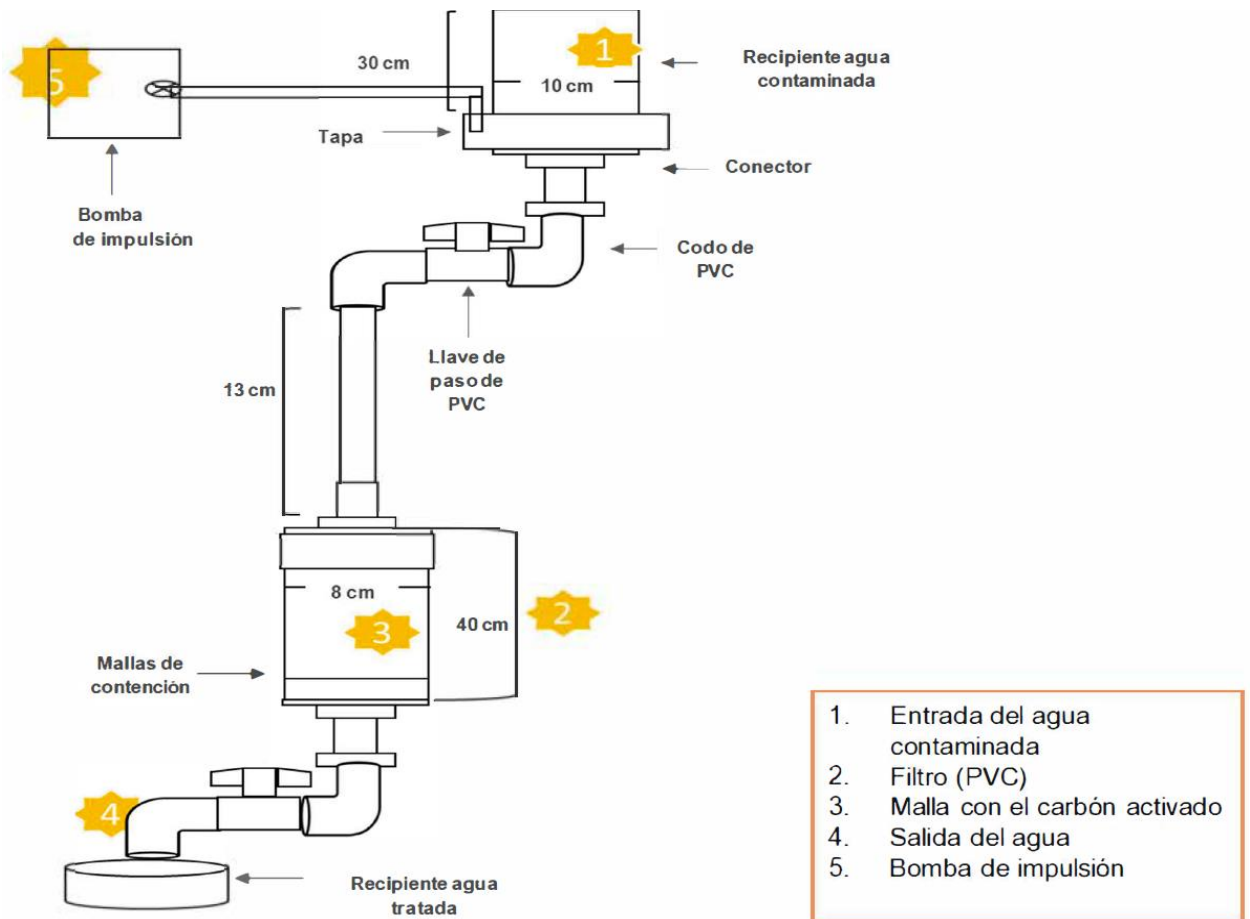 5
30 cm
1
10 cm
Recipiente agua
contaminada
Tapa
Conector
Bomba
de impulsión
Codo de
PVC
Llave de
paso de
PVC
13 cm
8 cm
3
40 cm
2
Mallas de
contención
4
Recipiente agua
tratada
1. Entrada del agua
contaminada
2. Filtro (PVC)
3. Malla con el carbón activado
4. Salida del agua
5. Bomba de impulsión